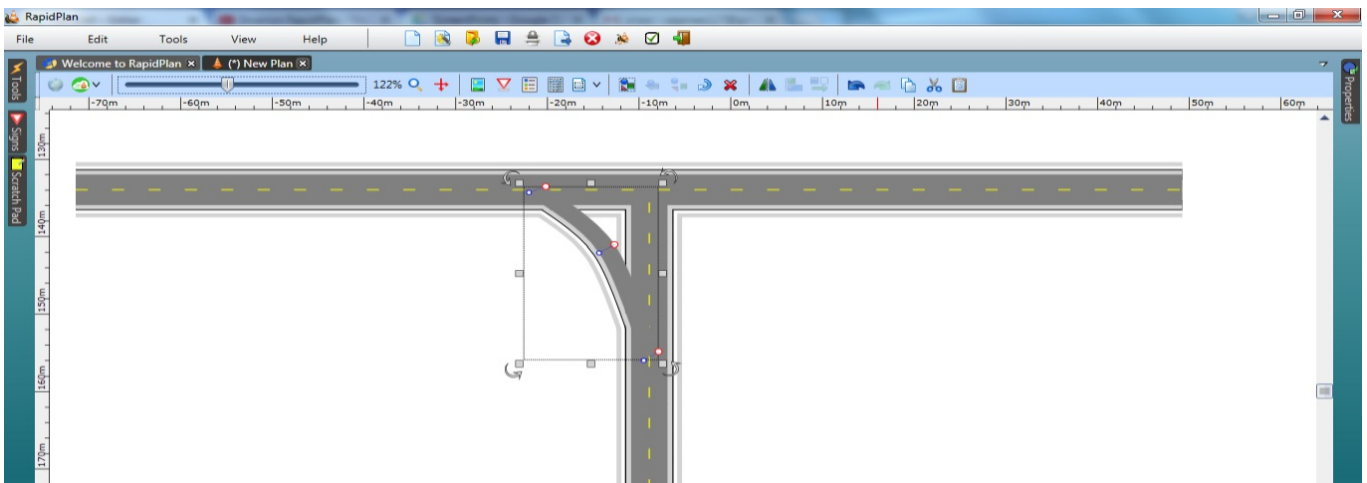 RapidPlan
File Edit Tools View Help
Welcome to RapidPlan (*) New Plan
122%
-70m -60m -50m -40m -30m -20m -10m 0m 10m 20m 30m 40m 50m 60m
Tools
Signs
Scratch Pad
Properties
130m
140m
150m
160m
170m